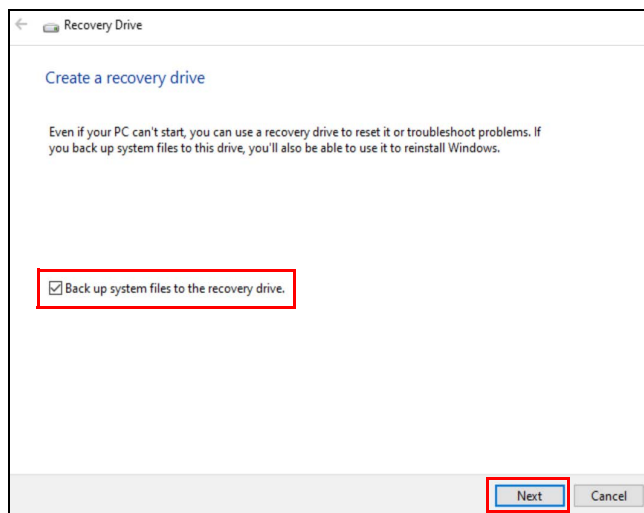 Recovery Drive
Create a recovery drive
Even if your PC can't start, you can use a recovery drive to reset it or troubleshoot problems. If
you back up system files to this drive, you'll also be able to use it to reinstall Windows.
Back up system files to the recovery drive.
Next
Cancel